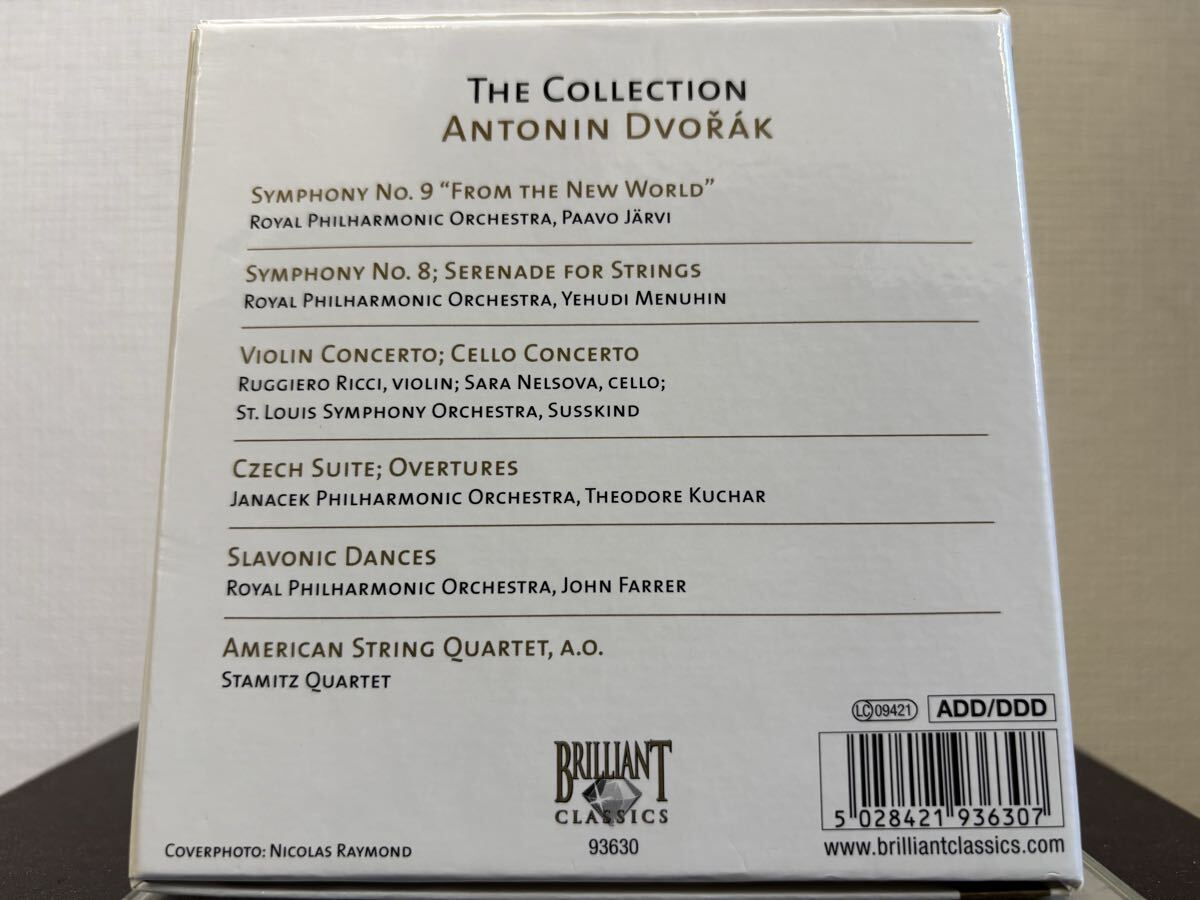 THE COLLECTION
ANTONIN DVOŘÁK
SYMPHONY NO. 9 “FROM THE NEW WORLD”
ROYAL PHILHARMONIC ORCHESTRA, PAAVO JÄRVI
SYMPHONY NO. 8; SERENADE FOR STRINGS
ROYAL PHILHARMONIC ORCHESTRA, YEHUDI MENUHIN
VIOLIN CONCERTO; CELLO CONCERTO
RUGGIERO RICCI, VIOLIN; SARA NELSOVA, CELLO;
ST. LOUIS SYMPHONY ORCHESTRA, SUSSKIND
CZECH SUITE; OVERTURES
JANACEK PHILHARMONIC ORCHESTRA, THEODORE KUCHAR
SLAVONIC DANCES
ROYAL PHILHARMONIC ORCHESTRA, JOHN FARRER
AMERICAN STRING QUARTET, A.O.
STAMITZ QUARTET
LC 09421 ADD/DDD
BRILLIANT
CLASSICS
93630
5 028421 936307
www.brilliantclassics.com
COVERPHOTO: NICOLAS RAYMOND